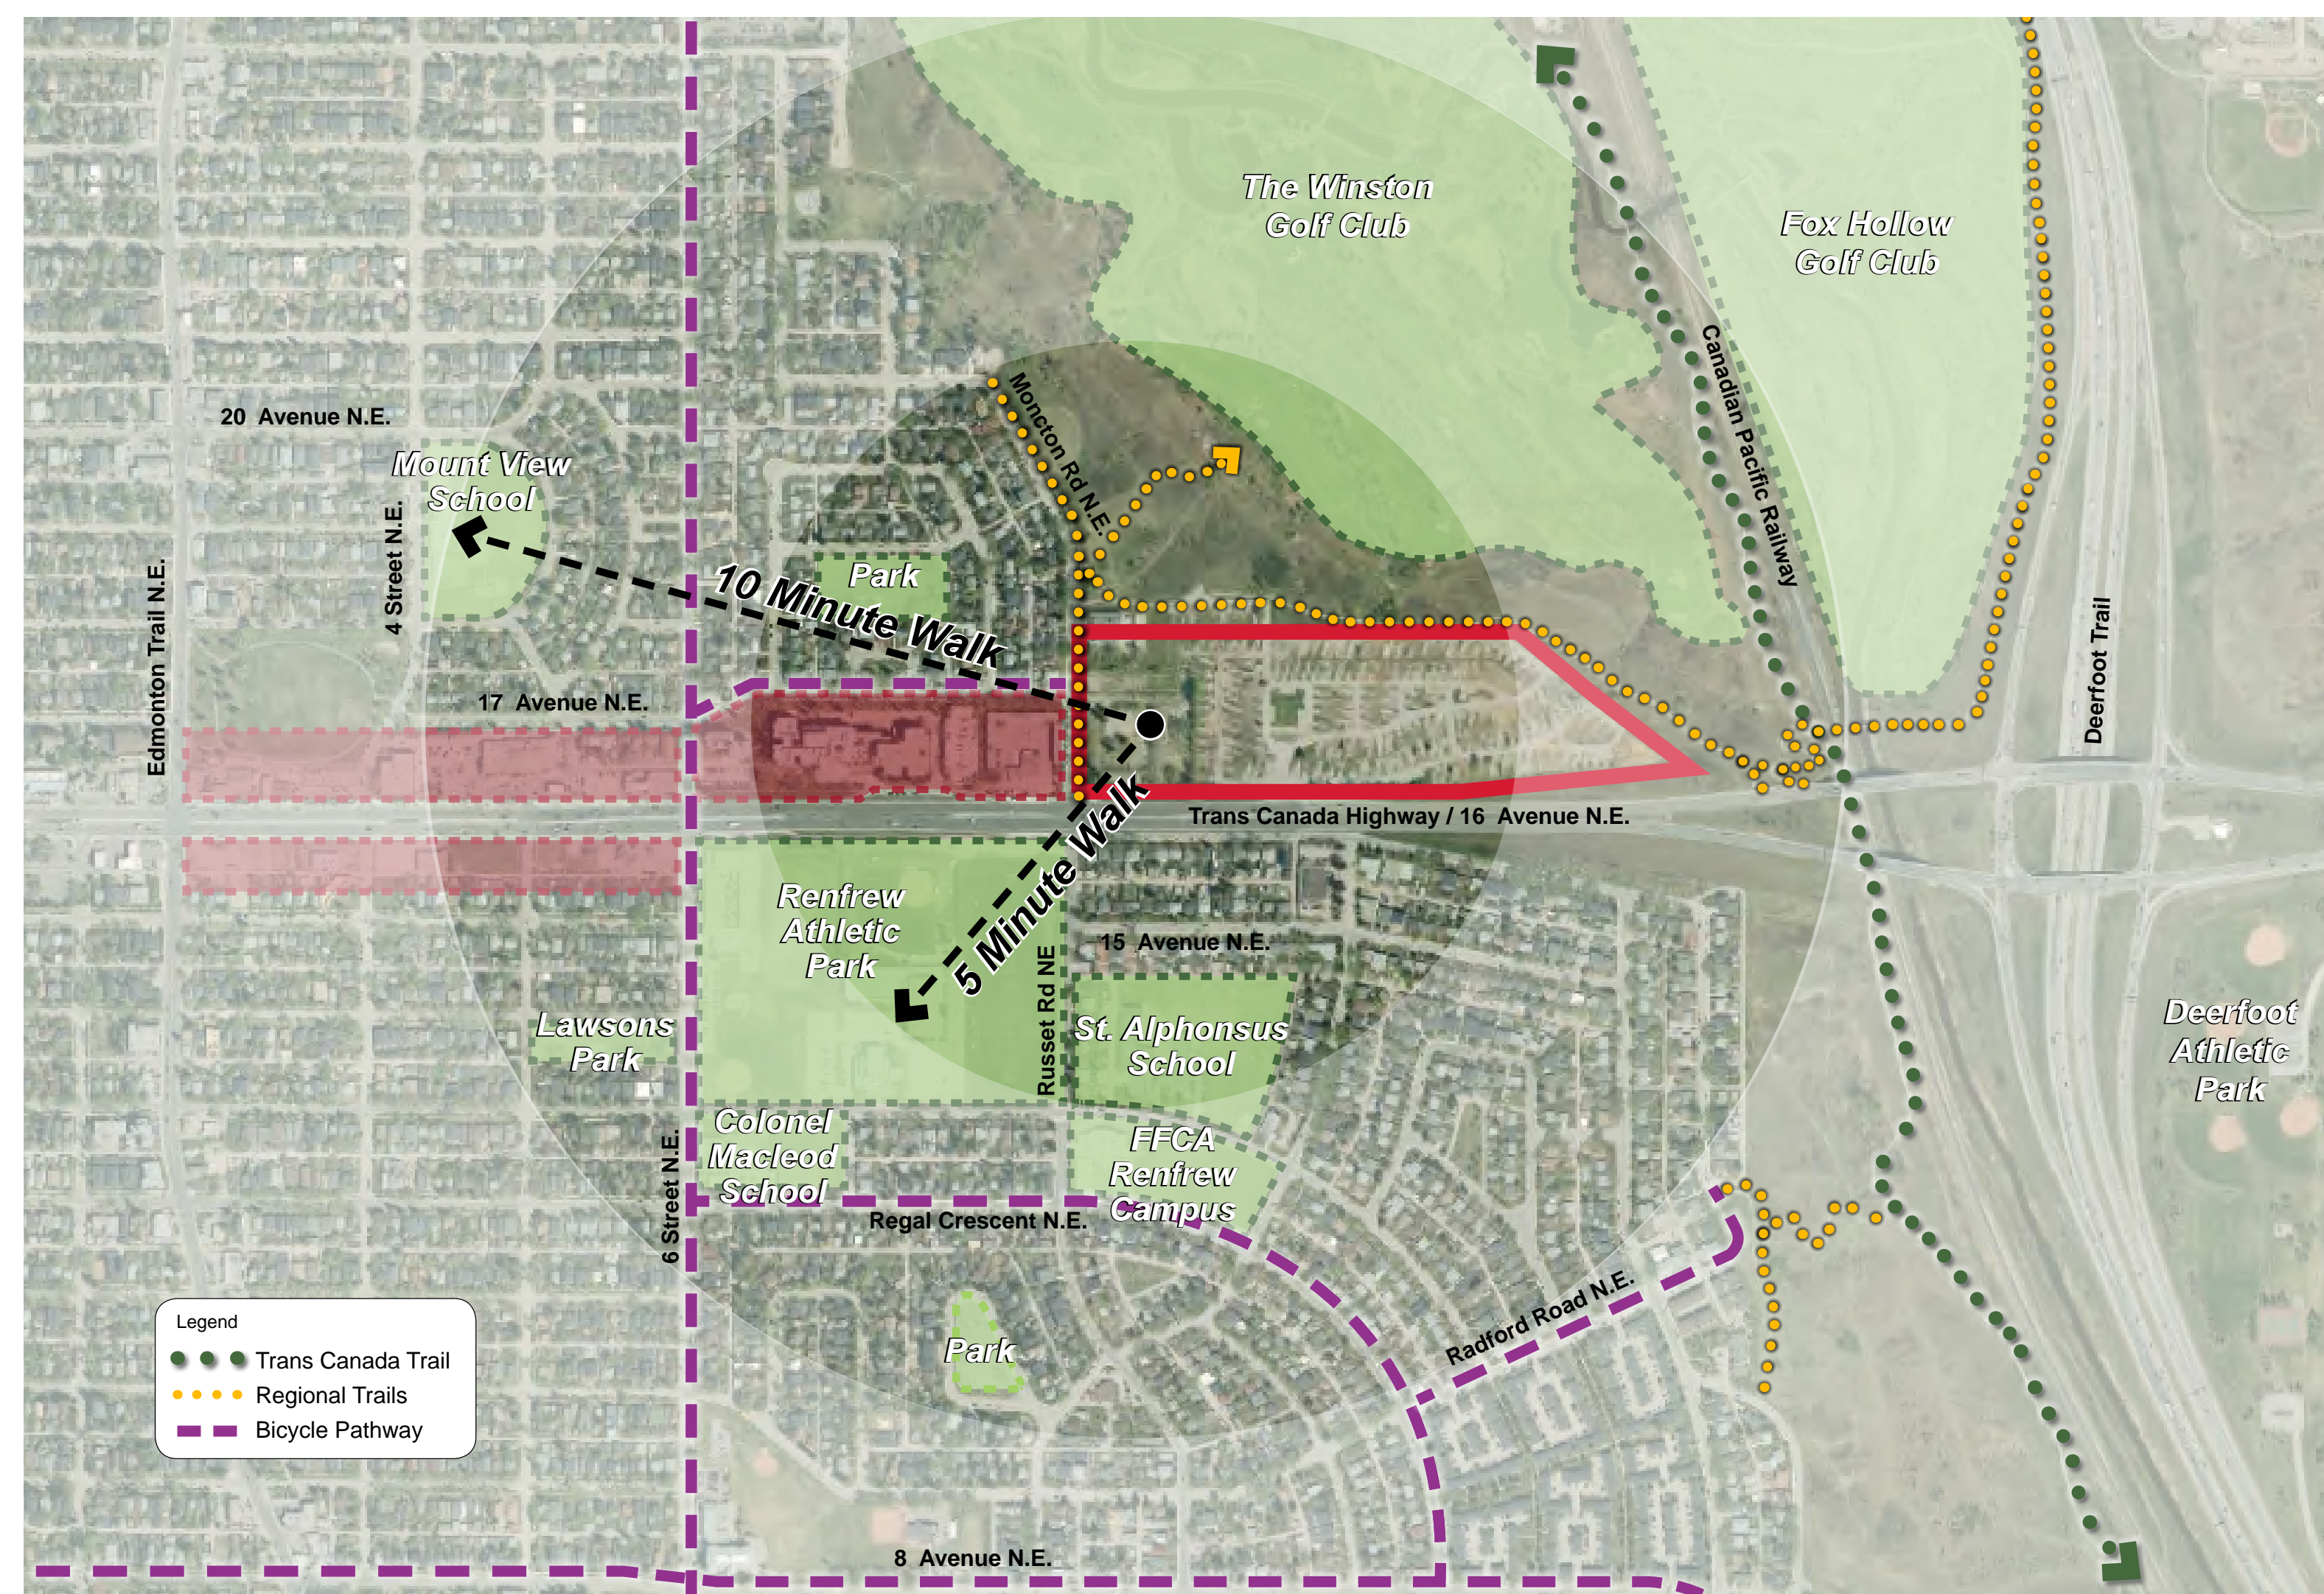 The Winston
Golf Club
Fox Hollow
Golf Club
Canadian Pacific Railway
Moncton Rd N.E.
20 Avenue N.E.
Mount View
School
4 Street N.E.
Edmonton Trail N.E.
Park
10 Minute Walk
17 Avenue N.E.
Deerfoot Trail
Trans Canada Highway / 16 Avenue N.E.
5 Minute Walk
Renfrew
Athletic
Park
15 Avenue N.E.
Russet Rd NE
Lawsons
Park
St. Alphonsus
School
Deerfoot
Athletic
Park
Colonel
Macleod
School
FFCA
Renfrew
Campus
6 Street N.E.
Regal Crescent N.E.
Radford Road N.E.
Park
Legend
Trans Canada Trail
Regional Trails
Bicycle Pathway
8 Avenue N.E.